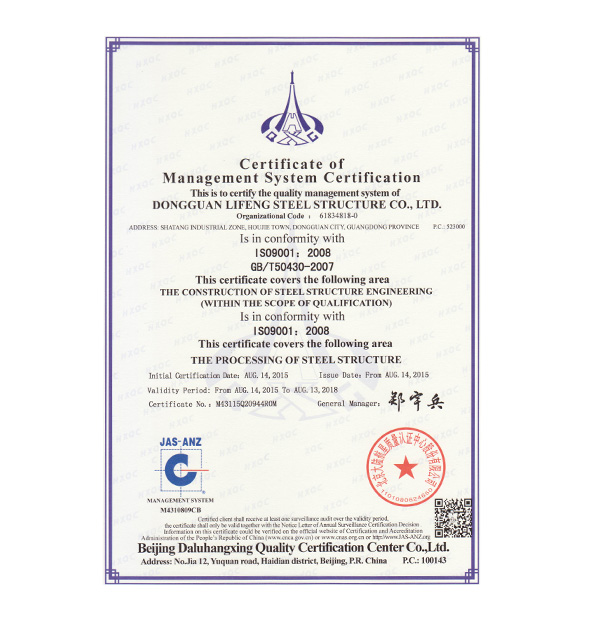 Q G C
Certificate of
Management System Certification
This is to certify the quality management system of
DONGGUAN LIFENG STEEL STRUCTURE CO., LTD.
Organizational Code : 61834818-0
ADDRESS: SHATANG INDUSTRIAL ZONE, HOUJIE TOWN, DONGGUAN CITY, GUANGDONG PROVINCE P.C.: 523000
Is in conformity with
ISO9001: 2008
GB/T50430-2007
This certificate covers the following area
THE CONSTRUCTION OF STEEL STRUCTURE ENGINEERING
(WITHIN THE SCOPE OF QUALIFICATION)
Is in conformity with
ISO9001: 2008
This certificate covers the following area
THE PROCESSING OF STEEL STRUCTURE
Initial Certification Date: AUG.14,2015 Issue Date: From AUG.14,2015
Validity Period: From AUG.14,2015 To AUG.13,2018
Certificate No.: M43115Q20944R0M General Manager: 郑宇兵
JAS-ANZ
北京大陆航星质量认证中心股份有限公司
MANAGEMENT SYSTEM
M4310809CB
Certified client shall receive at least one surveillance audit over the validity period.
the certificate shall only be valid together with the Notice Letter of Annual Surveillance Certification Decision
Information on this certificate could be verified on the official website of Certification and Accreditation
Administration of the People's Republic of China (www.cnca.gov.cn) or www.cnas.org.cn or http://www.JAS-ANZ.org
Beijing Daluhangxing Quality Certification Center Co.,Ltd.
Address: No.Jia 12, Yuquan road, Haidian district, Beijing, P.R. China P.C.: 100143